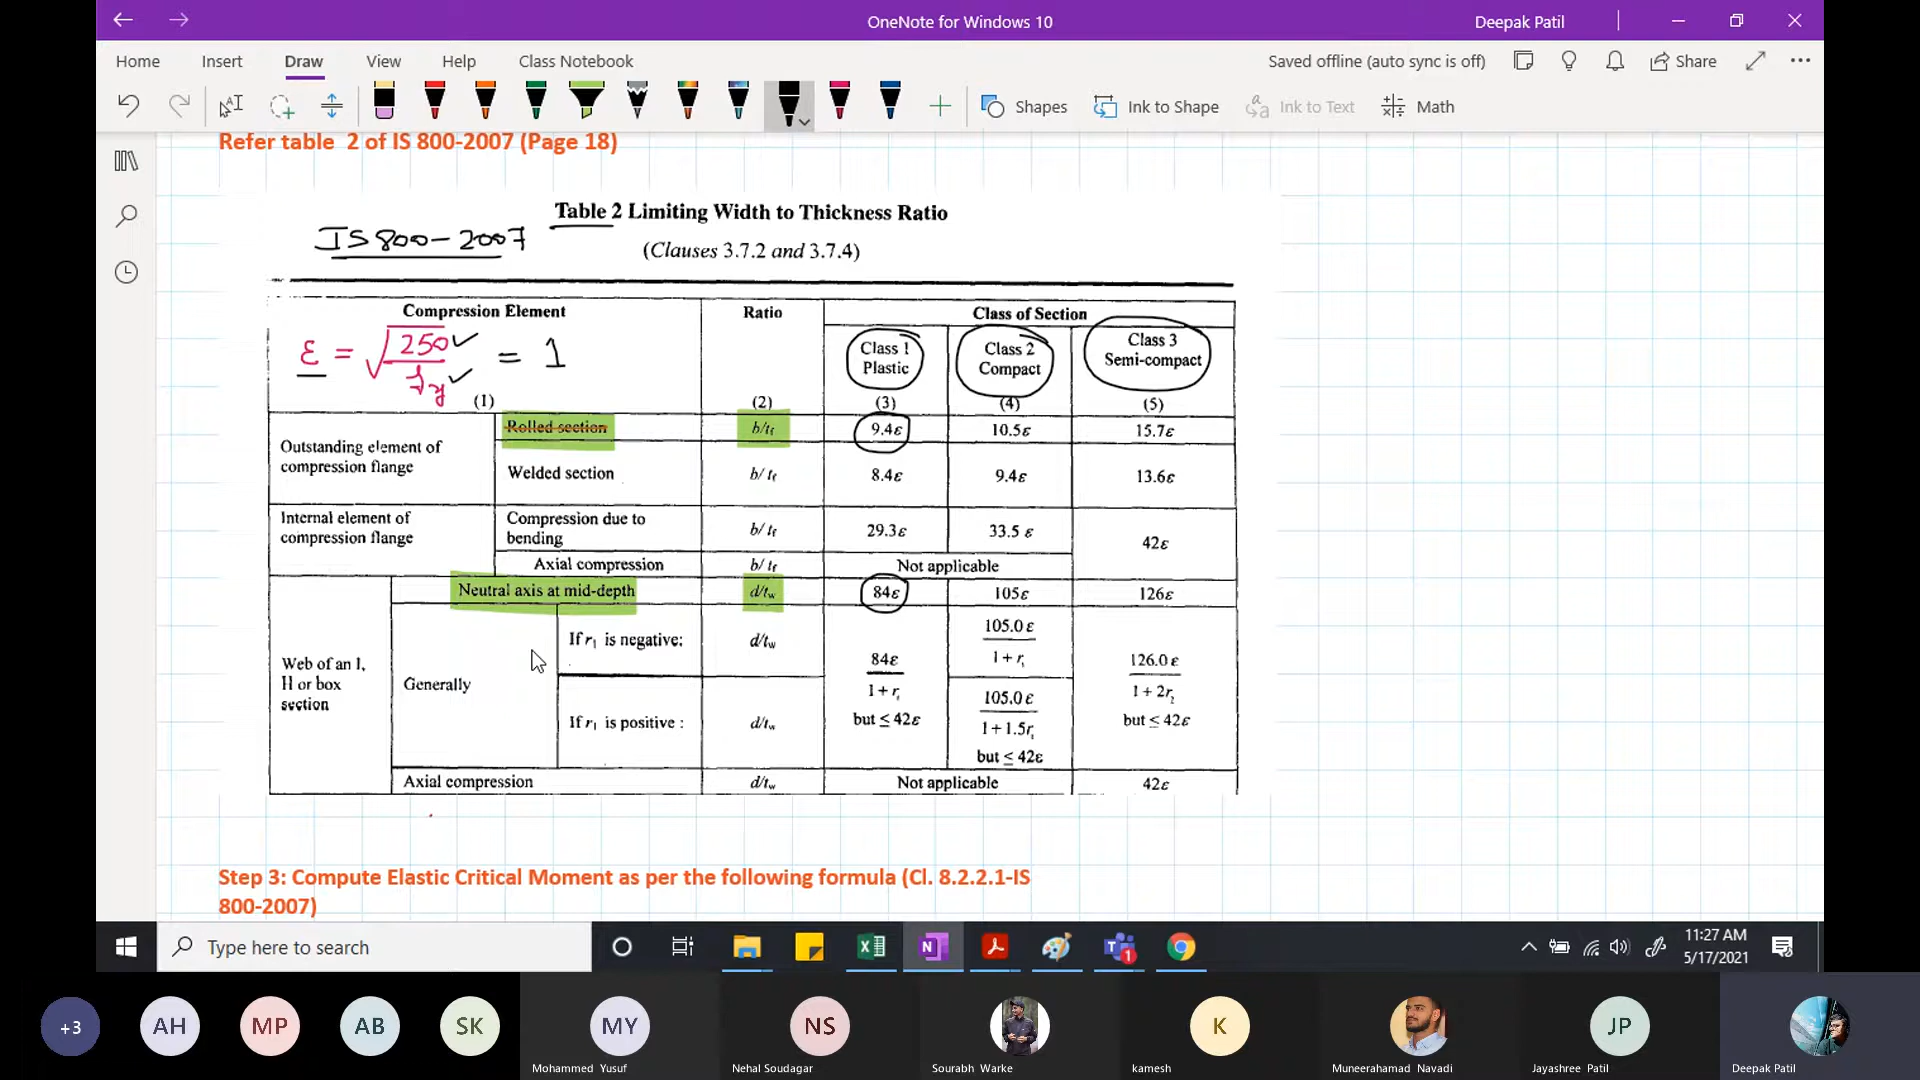 OneNote for Windows 10
Deepak Patil
Home Insert Draw View Help Class Notebook
Saved offline (auto sync is off) Share
Shapes Ink to Shape Ink to Text Math
Refer table 2 of IS 800-2007 (Page 18)
Table 2 Limiting Width to Thickness Ratio
IS 800-2007
(Clauses 3.7.2 and 3.7.4)
Compression Element Ratio Class of Section
ε = √250/fy = 1
Class 1 Plastic
Class 2 Compact
Class 3 Semi-compact
(1) (2) (3) (4) (5)
Outstanding element of compression flange
Rolled section b/tf 9.4ε 10.5ε 15.7ε
Welded section b/tf 8.4ε 9.4ε 13.6ε
Internal element of compression flange
Compression due to bending b/tf 29.3ε 33.5ε 42ε
Axial compression b/tf Not applicable
Neutral axis at mid-depth d/tw 84ε 105ε 126ε
Web of an I, H or box section
Generally
If r1 is negative: d/tw
84ε
1+r1
but ≤ 42ε
105.0ε
1+r1
126.0ε
1+2r2
but ≤ 42ε
If r1 is positive : d/tw
105.0ε
1+1.5r1
but ≤ 42ε
Axial compression d/tw Not applicable 42ε
Step 3: Compute Elastic Critical Moment as per the following formula (Cl. 8.2.2.1-IS
800-2007)
Type here to search
11:27 AM
5/17/2021
1
+3 AH MP AB SK MY NS K JP
Mohammed Yusuf
Nehal Soudagar
Sourabh Warke
kamesh
Muneerahamad Navadi
Jayashree Patil
Deepak Patil